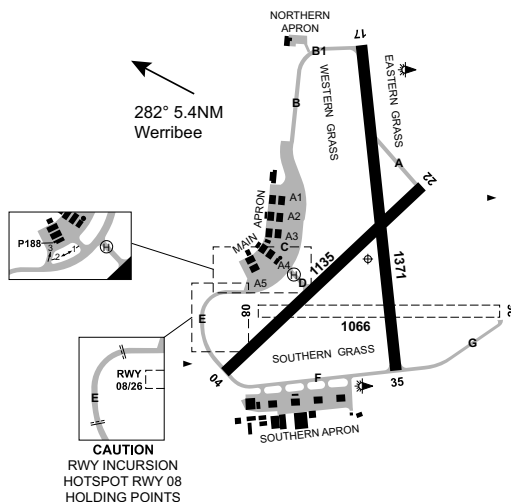 NORTHERN
APRON
17
B1
EASTERN GRASS
WESTERN GRASS
B
A
22
282° 5.4NM
Werribee
A1
A2
A3
MAIN APRON
C
A4
H
D
A5
1135
1371
P188
3
2
1
H
E
08
1066
26
SOUTHERN GRASS
G
04
F
35
SOUTHERN APRON
RWY
08/26
E
CAUTION
RWY INCURSION
HOTSPOT RWY 08
HOLDING POINTS